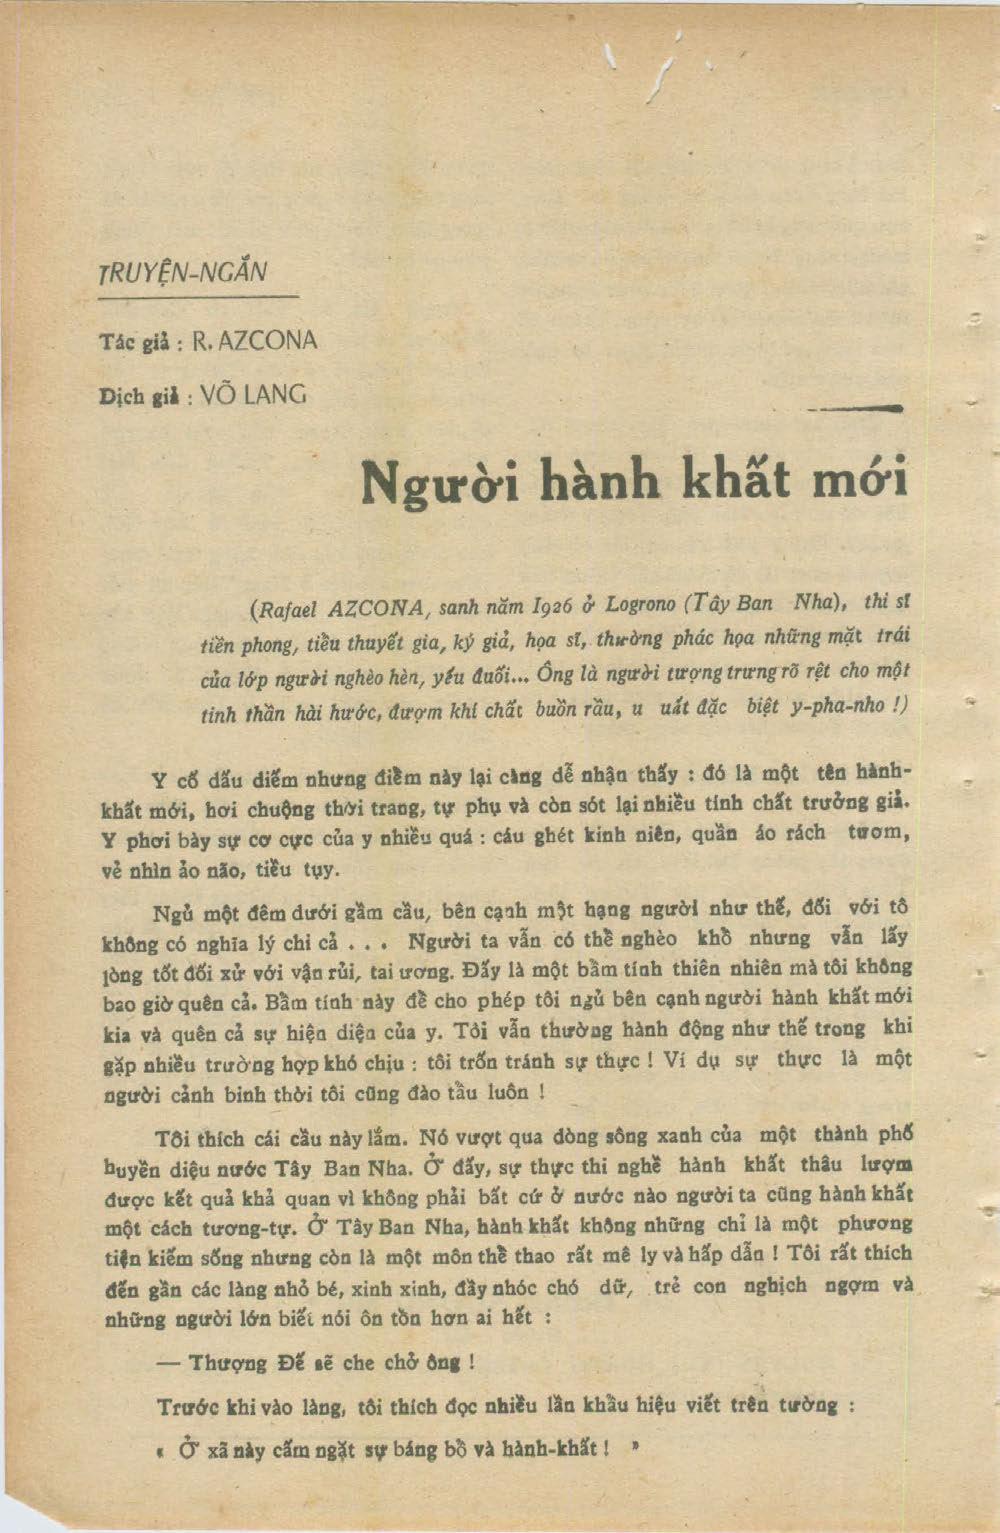 TRUYỆN-NGẮN
Tác giả : R. AZCONA
Dịch giả : VÕ LANG
Người hành khất mới
(Rafael AZCONA, sanh năm 1926 ở Logrono (Tây Ban Nha), thi sĩ
tiền phong, tiểu thuyết gia, ký giả, họa sĩ, thường phác họa những mặt trái
của lớp người nghèo hèn, yếu đuối... Ông là người tượng trưng rõ rệt cho một
tinh thần hài hước, đượm khí chất buồn rầu, u uất đặc biệt y-pha-nho !)
Y cố dấu diếm nhưng điểm này lại càng dễ nhận thấy : đó là một tên hành-
khất mới, hơi chuộng thời trang, tự phụ và còn sót lại nhiều tính chất trưởng giả.
Y phơi bày sự cơ cực của y nhiều quá : cáu ghét kinh niên, quần áo rách tươm,
vẻ nhìn ảo não, tiều tụy.
Ngủ một đêm dưới gầm cầu, bên cạnh một hạng người như thế, đối với tô
không có nghĩa lý chi cả . . . Người ta vẫn có thể nghèo khổ nhưng vẫn lấy
lòng tốt đối xử với vận rủi, tai ương. Đấy là một bẩm tính thiên nhiên mà tôi không
bao giờ quên cả. Bẩm tính này để cho phép tôi ngủ bên cạnh người hành khất mới
kia và quên cả sự hiện diện của y. Tôi vẫn thường hành động như thế trong khi
gặp nhiều trường hợp khó chịu : tôi trốn tránh sự thực ! Ví dụ sự thực là một
người cảnh binh thời tôi cũng đào tẩu luôn !
Tôi thích cái cầu này lắm. Nó vượt qua dòng sông xanh của một thành phố
huyền diệu nước Tây Ban Nha. Ở đấy, sự thực thi nghề hành khất thâu lượm
được kết quả khả quan vì không phải bất cứ ở nước nào người ta cũng hành khất
một cách tương-tự. Ở Tây Ban Nha, hành khất không những chỉ là một phương
tiện kiếm sống nhưng còn là một môn thể thao rất mê ly và hấp dẫn ! Tôi rất thích
đến gần các làng nhỏ bé, xinh xinh, đầy nhóc chó dữ, trẻ con nghịch ngợm và
những người lớn biết nói ôn tồn hơn ai hết :
— Thượng Đế sẽ che chở ông !
Trước khi vào làng, tôi thích đọc nhiều lần khẩu hiệu viết trên tường :
« Ở xã này cấm ngặt sự báng bổ và hành-khất ! »